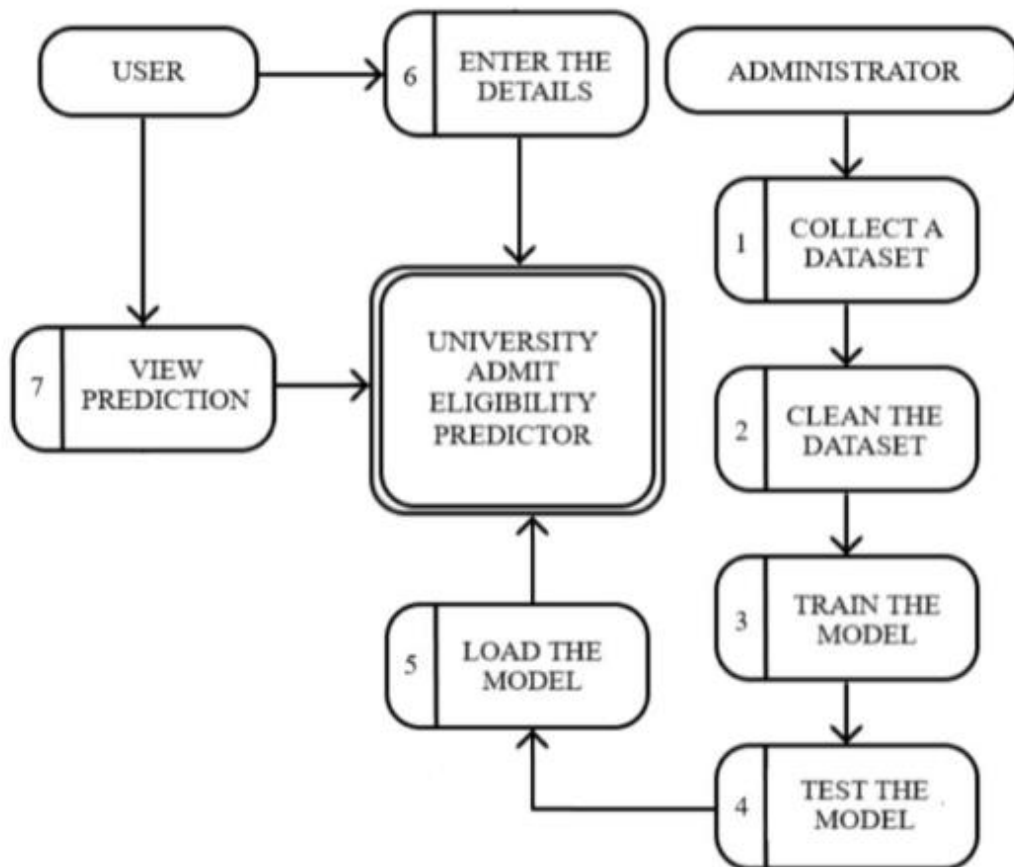 USER
6
ENTER THE
DETAILS
ADMINISTRATOR
1
COLLECT A
DATASET
7
VIEW
PREDICTION
UNIVERSITY
ADMIT
ELIGIBILITY
PREDICTOR
2
CLEAN THE
DATASET
5
LOAD THE
MODEL
3
TRAIN THE
MODEL
4
TEST THE
MODEL